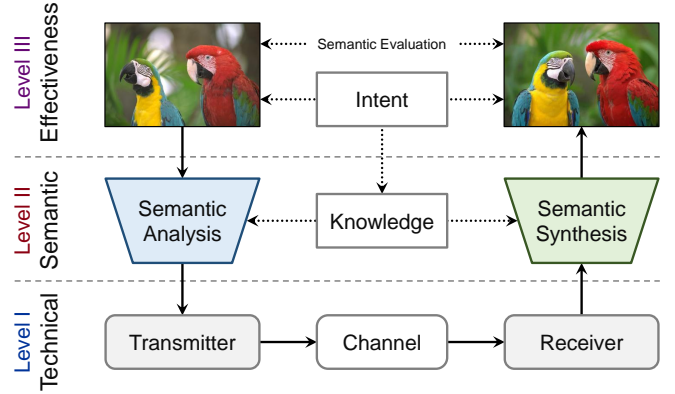 Level III
Effectiveness
Semantic Evaluation
Intent
Level II
Semantic
Semantic
Analysis
Knowledge
Semantic
Synthesis
Level I
Technical
Transmitter
Channel
Receiver